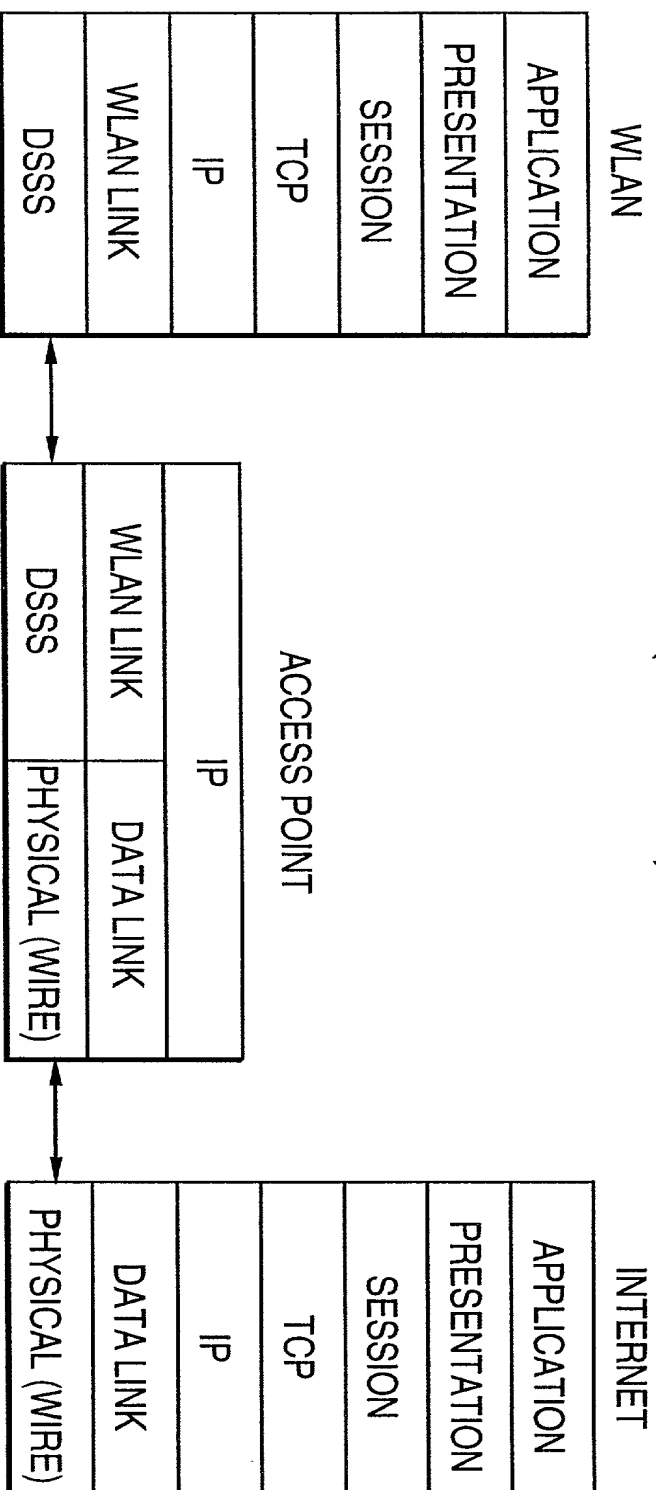 WLAN
APPLICATION
PRESENTATION
SESSION
TCP
IP
WLAN LINK
DSSS
ACCESS POINT
IP
WLAN LINK
DATA LINK
DSSS
PHYSICAL (WIRE)
INTERNET
APPLICATION
PRESENTATION
SESSION
TCP
IP
DATA LINK
PHYSICAL (WIRE)